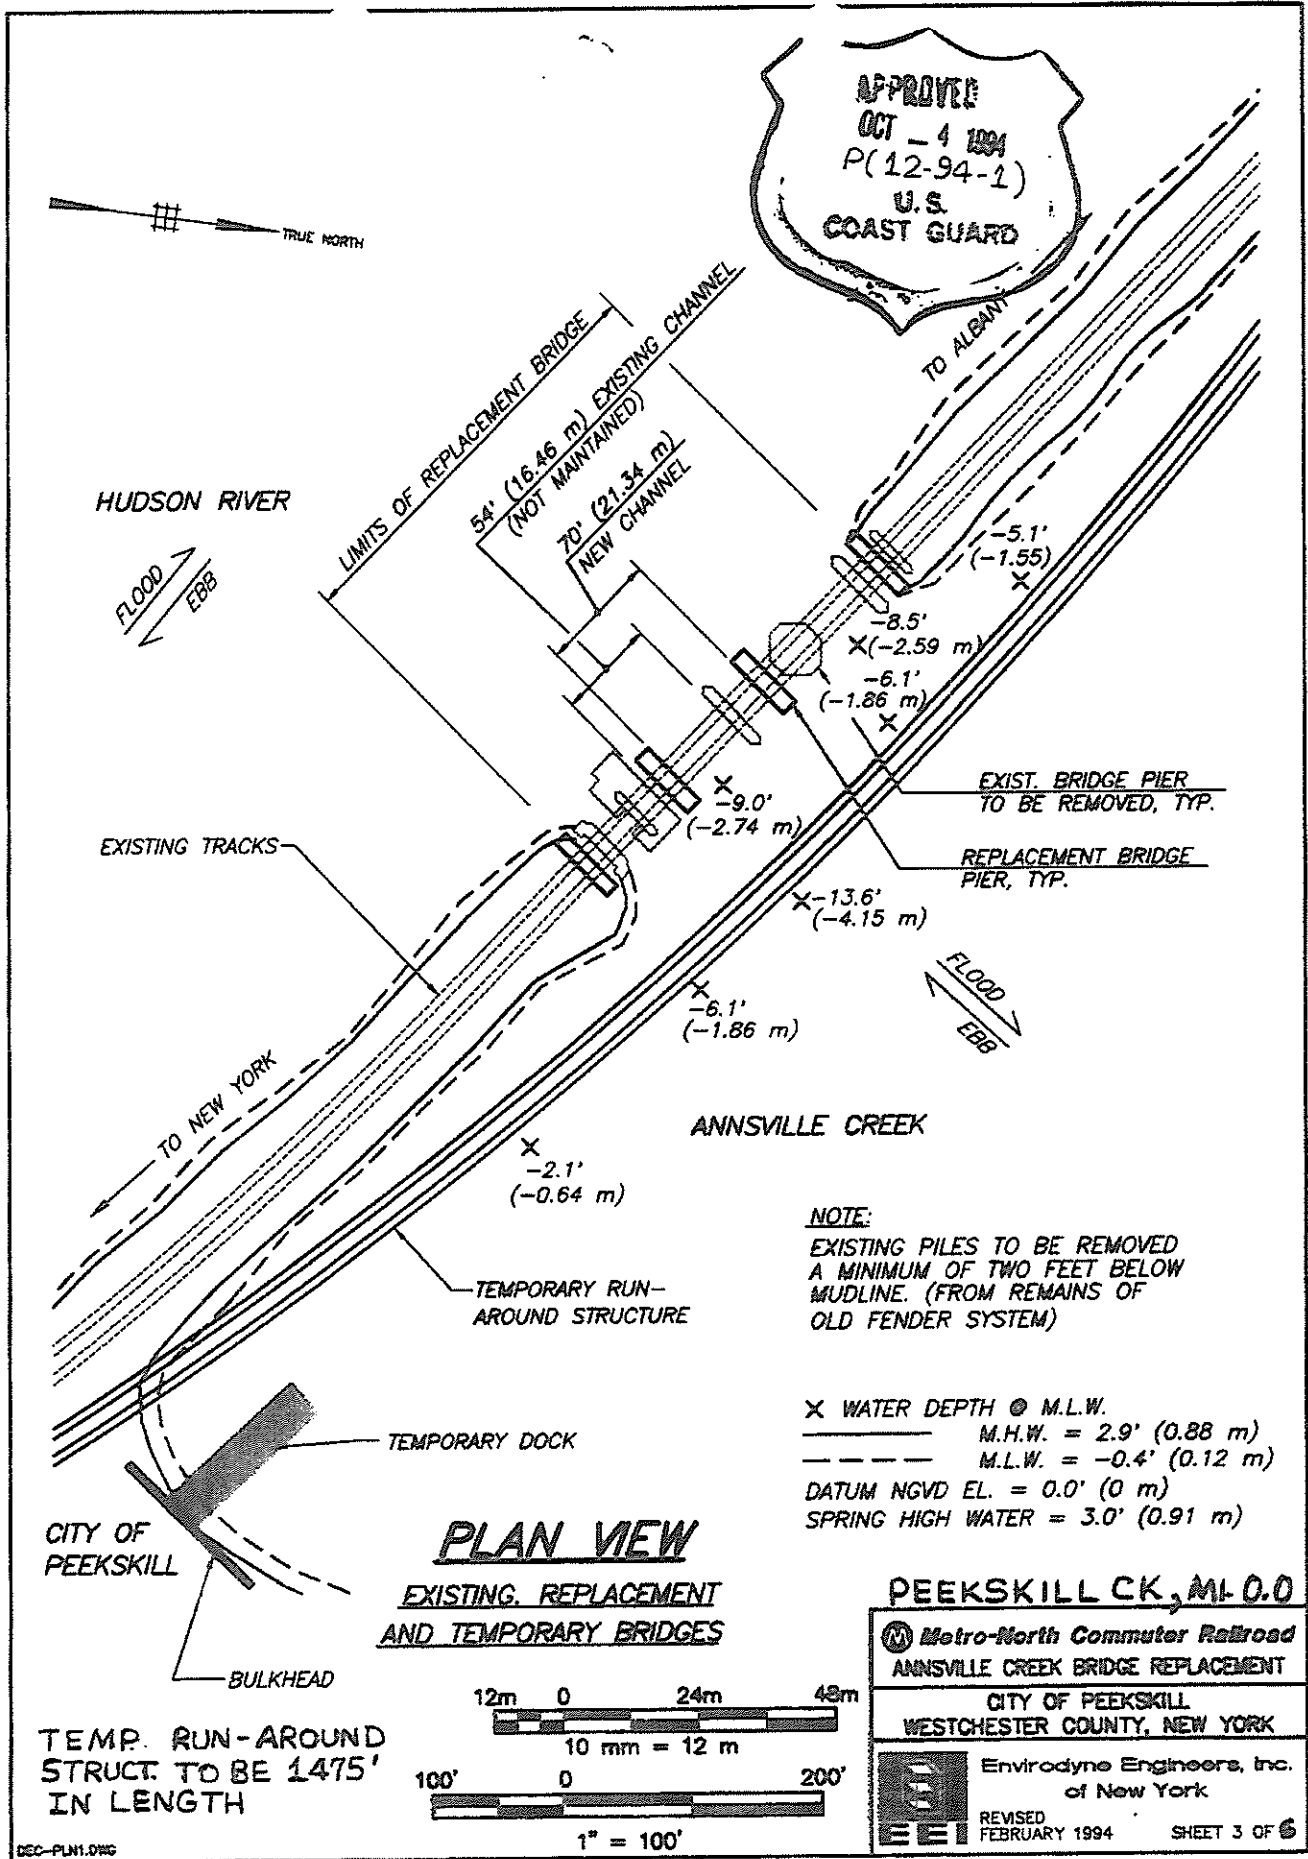 APPROVED
OCT - 4 1994
P(12-94-1)
U.S.
COAST GUARD
TRUE NORTH
TO ALBANY
LIMITS OF REPLACEMENT BRIDGE
54' (16.46 m) EXISTING CHANNEL
(NOT MAINTAINED)
70' (21.34 m)
NEW CHANNEL
HUDSON RIVER
FLOOD
EBB
-5.1'
(-1.55)
-8.5'
(-2.59 m)
-6.1'
(-1.86 m)
EXIST. BRIDGE PIER
TO BE REMOVED, TYP.
-9.0'
(-2.74 m)
EXISTING TRACKS
REPLACEMENT BRIDGE
PIER, TYP.
-13.6'
(-4.15 m)
FLOOD
EBB
-6.1'
(-1.86 m)
TO NEW YORK
ANNSVILLE CREEK
-2.1'
(-0.64 m)
NOTE:
EXISTING PILES TO BE REMOVED
A MINIMUM OF TWO FEET BELOW
MUDLINE. (FROM REMAINS OF
OLD FENDER SYSTEM)
TEMPORARY RUN-
AROUND STRUCTURE
X WATER DEPTH @ M.L.W.
M.H.W. = 2.9' (0.88 m)
M.L.W. = -0.4' (0.12 m)
DATUM NGVD EL. = 0.0' (0 m)
SPRING HIGH WATER = 3.0' (0.91 m)
TEMPORARY DOCK
CITY OF
PEEKSKILL
BULKHEAD
PLAN VIEW
EXISTING, REPLACEMENT
AND TEMPORARY BRIDGES
TEMP. RUN-AROUND
STRUCT. TO BE 1475'
IN LENGTH
12m 0 24m 48m
10 mm = 12 m
100' 0 200'
1" = 100'
PEEKSKILL CK, MI-0.0
M Metro-North Commuter Railroad
ANNSVILLE CREEK BRIDGE REPLACEMENT
CITY OF PEEKSKILL
WESTCHESTER COUNTY, NEW YORK
EEI
Envirodyne Engineers, Inc.
of New York
REVISED
FEBRUARY 1994
SHEET 3 OF 6
DEC-PLN1.DWG